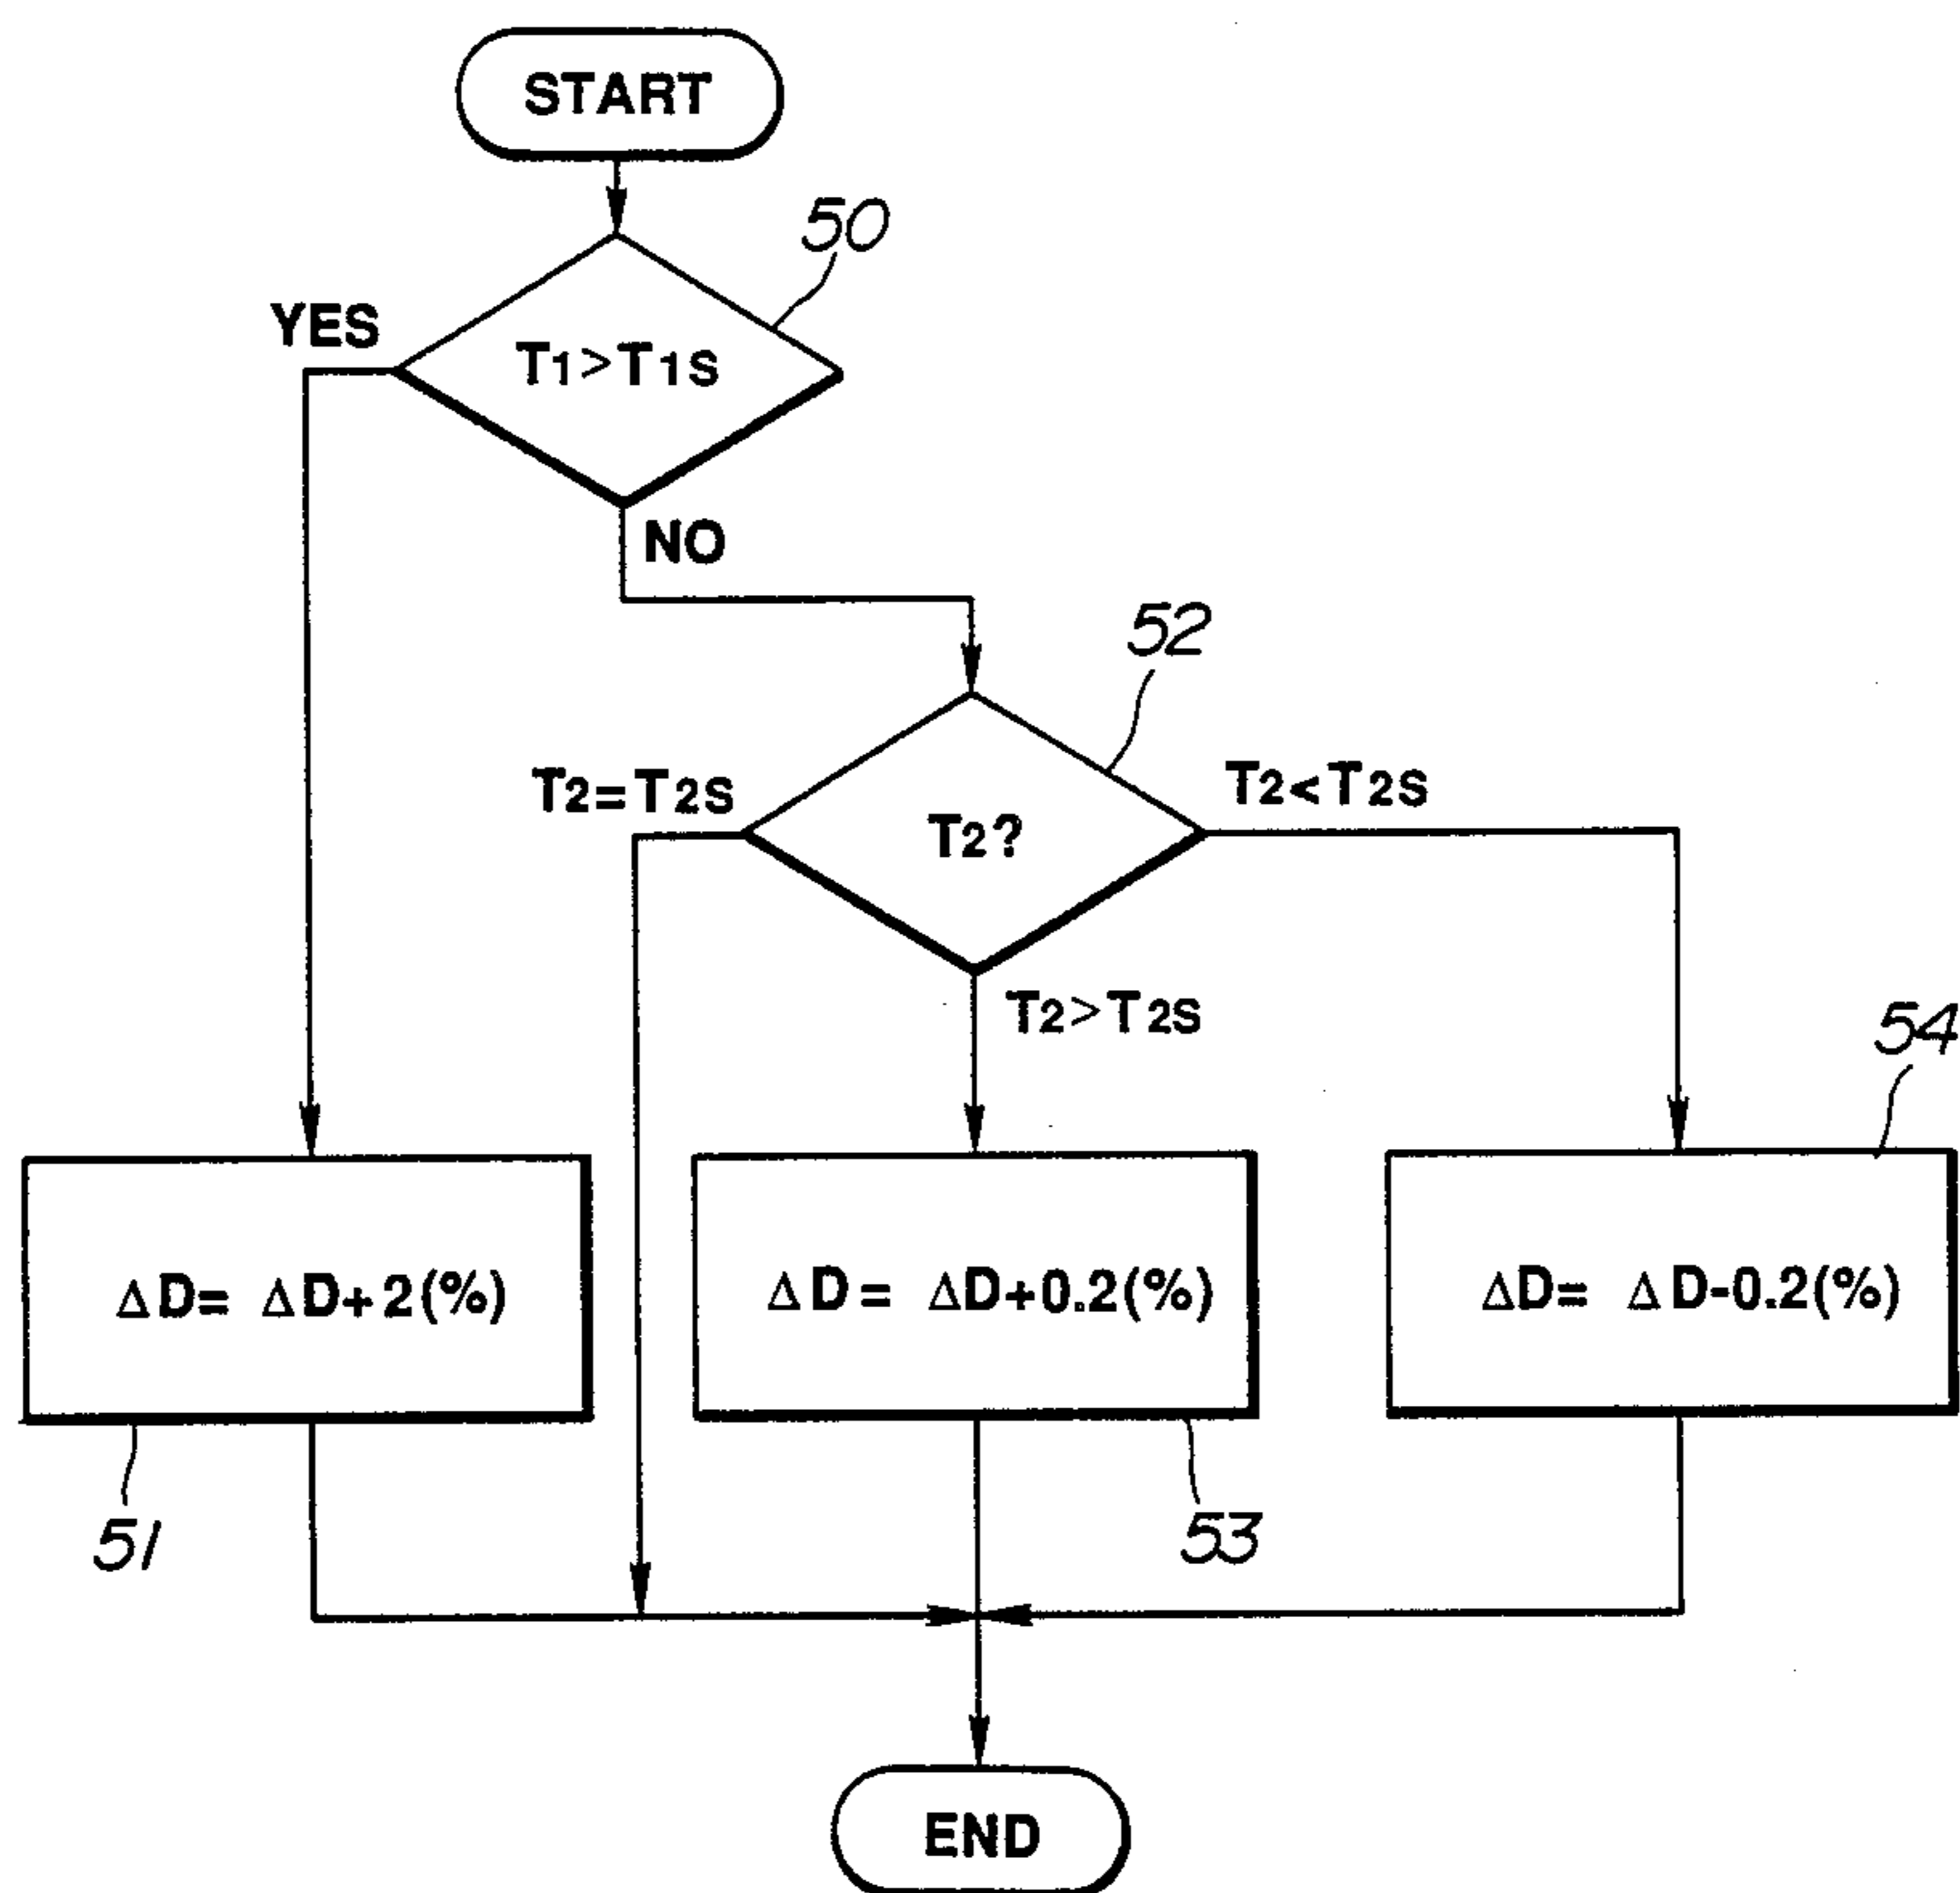 START
50
YES
T1>T1S
NO
52
T2=T2S
T2?
T2<T2S
T2>T2S
54
ΔD= ΔD+2(%)
ΔD= ΔD+0.2(%)
ΔD= ΔD-0.2(%)
51
53
END